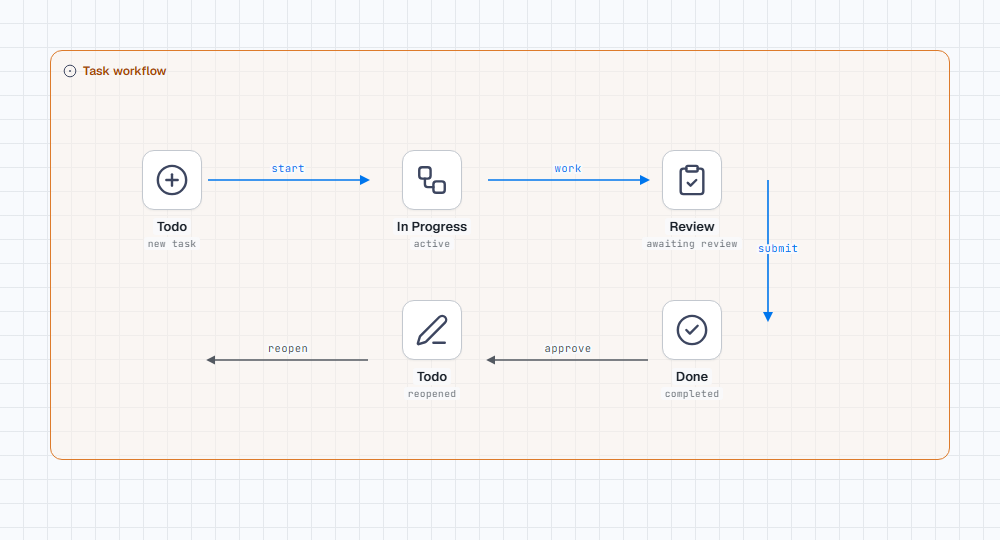 Task workflow
start
work
Todo
new task
In Progress
active
Review
awaiting review
submit
reopen
approve
Todo
reopened
Done
completed